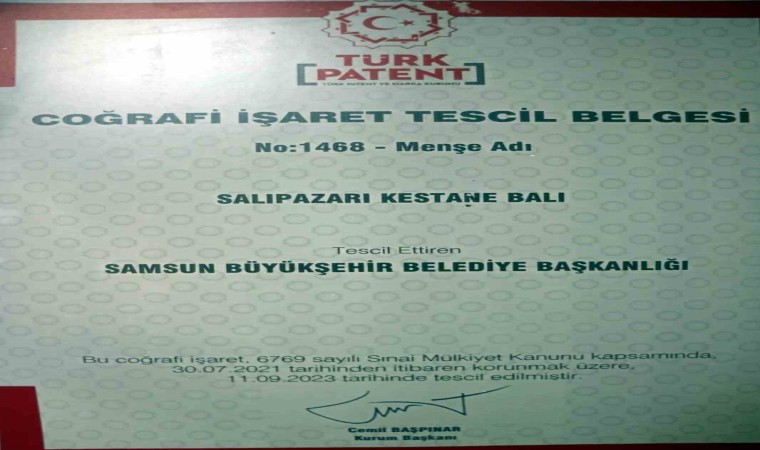 TÜRK
PATENT
TÜRK PATENT VE MARKA KURUMU
COĞRAFİ İŞARET TESCİL BELGESİ
No:1468 - Menşe Adı
SALIPAZARI KESTANE BALI
Tescil Ettiren
SAMSUN BÜYÜKŞEHİR BELEDİYE BAŞKANLIĞI
Bu coğrafi işaret, 6769 sayılı Sınai Mülkiyet Kanunu kapsamında,
30.07.2021 tarihinden itibaren korunmak üzere,
11.09.2023 tarihinde tescil edilmiştir.
Cemil BAŞPINAR
Kurum Başkanı